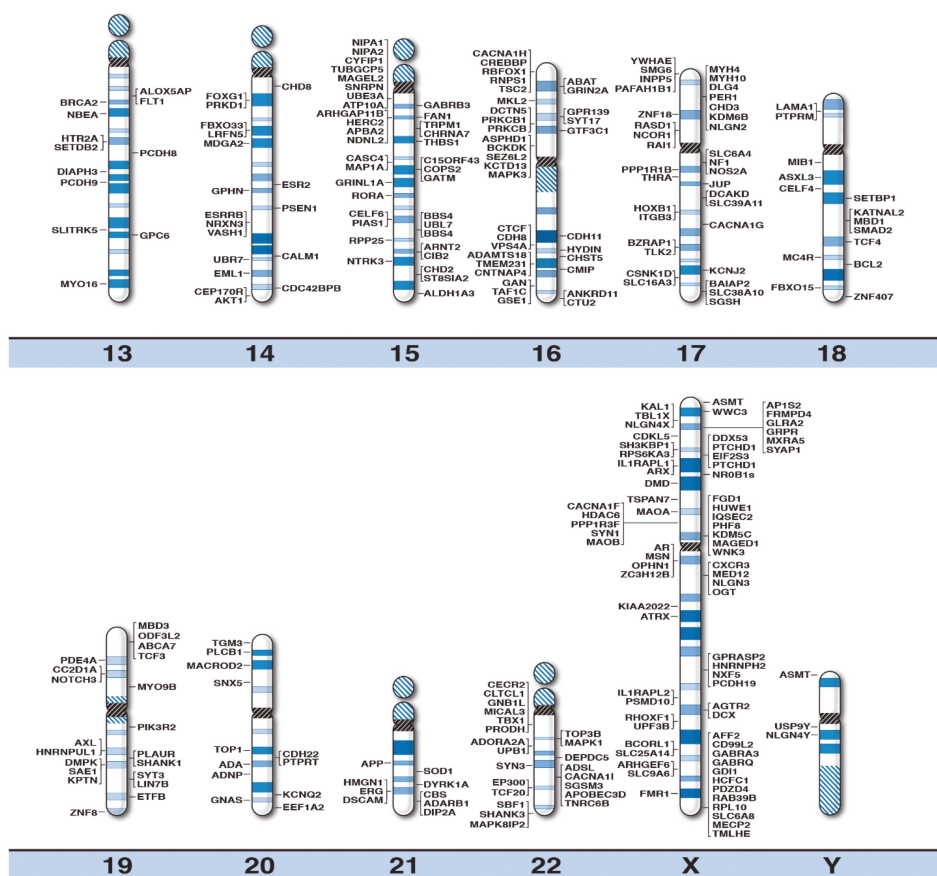 NIPA1
NIPA2
CYFIP1
TUBGCP5
MAGEL2
SNRPN
UBE3A
ATP10A
ARHGAP11B
HERC2
APBA2
NDNL2
CASC4
MAP1A
GRINL1A
RORA
CELF6
PIAS1
RPP25
NTRK3
GABRB3
FAN1
TRPM1
CHRNA7
THBS1
C15ORF43
COPS2
GATM
BBS4
UBL7
BBS4
ARNT2
CIB2
CHD2
ST8SIA2
ALDH1A3
BRCA2
NBEA
HTR2A
SETDB2
DIAPH3
PCDH9
SLITRK5
MYO16
ALOX5AP
FLT1
PCDH8
GPC6
FOXG1
PRKD1
FBXO33
LRFN5
MDGA2
GPHN
ESRRB
NRXN3
VASH1
UBR7
EML1
CEP170R
AKT1
CHD8
ESR2
PSEN1
CALM1
CDC42BPB
CACNA1H
CREBBP
RBFOX1
RNPS1
TSC2
MKL2
DCTN5
PRKCB1
PRKCB
ASPHD1
BCKDK
SEZ6L2
KCTD13
MAPK3
CTCF
CDH8
VPS4A
ADAMTS18
TMEM231
CNTNAP4
GAN
TAF1C
GSE1
ABAT
GRIN2A
GPR139
SYT17
GTF3C1
CDH11
HYDIN
CHST5
CMIP
ANKRD11
CTU2
YWHAE
SMG6
INPP5
PAFAH1B1
ZNF18
RASD1
NCOR1
RAI1
PPP1R1B
THRA
HOXB1
ITGB3
BZRAP1
TLK2
CSNK1D
SLC16A3
MYH4
MYH10
DLG4
PER1
CHD3
KDM6B
NLGN2
SLC6A4
NF1
NOS2A
JUP
DCAKD
SLC39A11
CACNA1G
KCNJ2
BAIAP2
SLC38A10
SGSH
LAMA1
PTPRM
MIB1
ASXL3
CELF4
MC4R
FBXO15
SETBP1
KATNAL2
MBD1
SMAD2
TCF4
BCL2
ZNF407
13 14 15 16 17 18
PDE4A
CC2D1A
NOTCH3
AXL
HNRNPUL1
DMPK
SAE1
KPTN
ZNF8
MBD3
ODF3L2
ABCA7
TCF3
MYO9B
PIK3R2
PLAUR
SHANK1
SYT3
LIN7B
ETFB
TGM3
PLCB1
MACROD2
SNX5
TOP1
ADA
ADNP
GNAS
CDH22
PTPRT
KCNQ2
EEF1A2
APP
HMGN1
ERG
DSCAM
SOD1
DYRK1A
CBS
ADARB1
DIP2A
CECR2
CLTCL1
GNB1L
MICAL3
TBX1
PRODH
ADORA2A
UPB1
SYN3
EP300
TCF20
SBF1
SHANK3
MAPK8IP2
TOP3B
MAPK1
DEPDC5
ADSL
CACNA1I
SGSM3
APOBEC3D
TNRC6B
KAL1
TBL1X
NLGN4X
CDKL5
SH3KBP1
RPS6KA3
IL1RAPL1
ARX
DMD
TSPAN7
MAOA
CACNA1F
HDAC6
PPP1R3F
SYN1
MAOB
AR
MSN
OPHN1
ZC3H12B
KIAA2022
ATRX
IL1RAPL2
PSMD10
RHOXF1
UPF3B
BCORL1
SLC25A14
ARHGEF6
SLC9A6
FMR1
ASMT
WWC3
AP1S2
FRMPD4
GLRA2
GRPR
MXRA5
SYAP1
DDX53
PTCHD1
EIF2S3
PTCHD1
NR0B1s
FGD1
HUWE1
IQSEC2
PHF8
KDM5C
MAGED1
WNK3
CXCR3
MED12
NLGN3
OGT
GPRASP2
HNRNPH2
NXF5
PCDH19
AGTR2
DCX
AFF2
CD99L2
GABRA3
GABRQ
GDI1
HCFC1
PDZD4
RAB39B
RPL10
SLC6A8
MECP2
TMLHE
ASMT
USP9Y
NLGN4Y
19 20 21 22 X Y